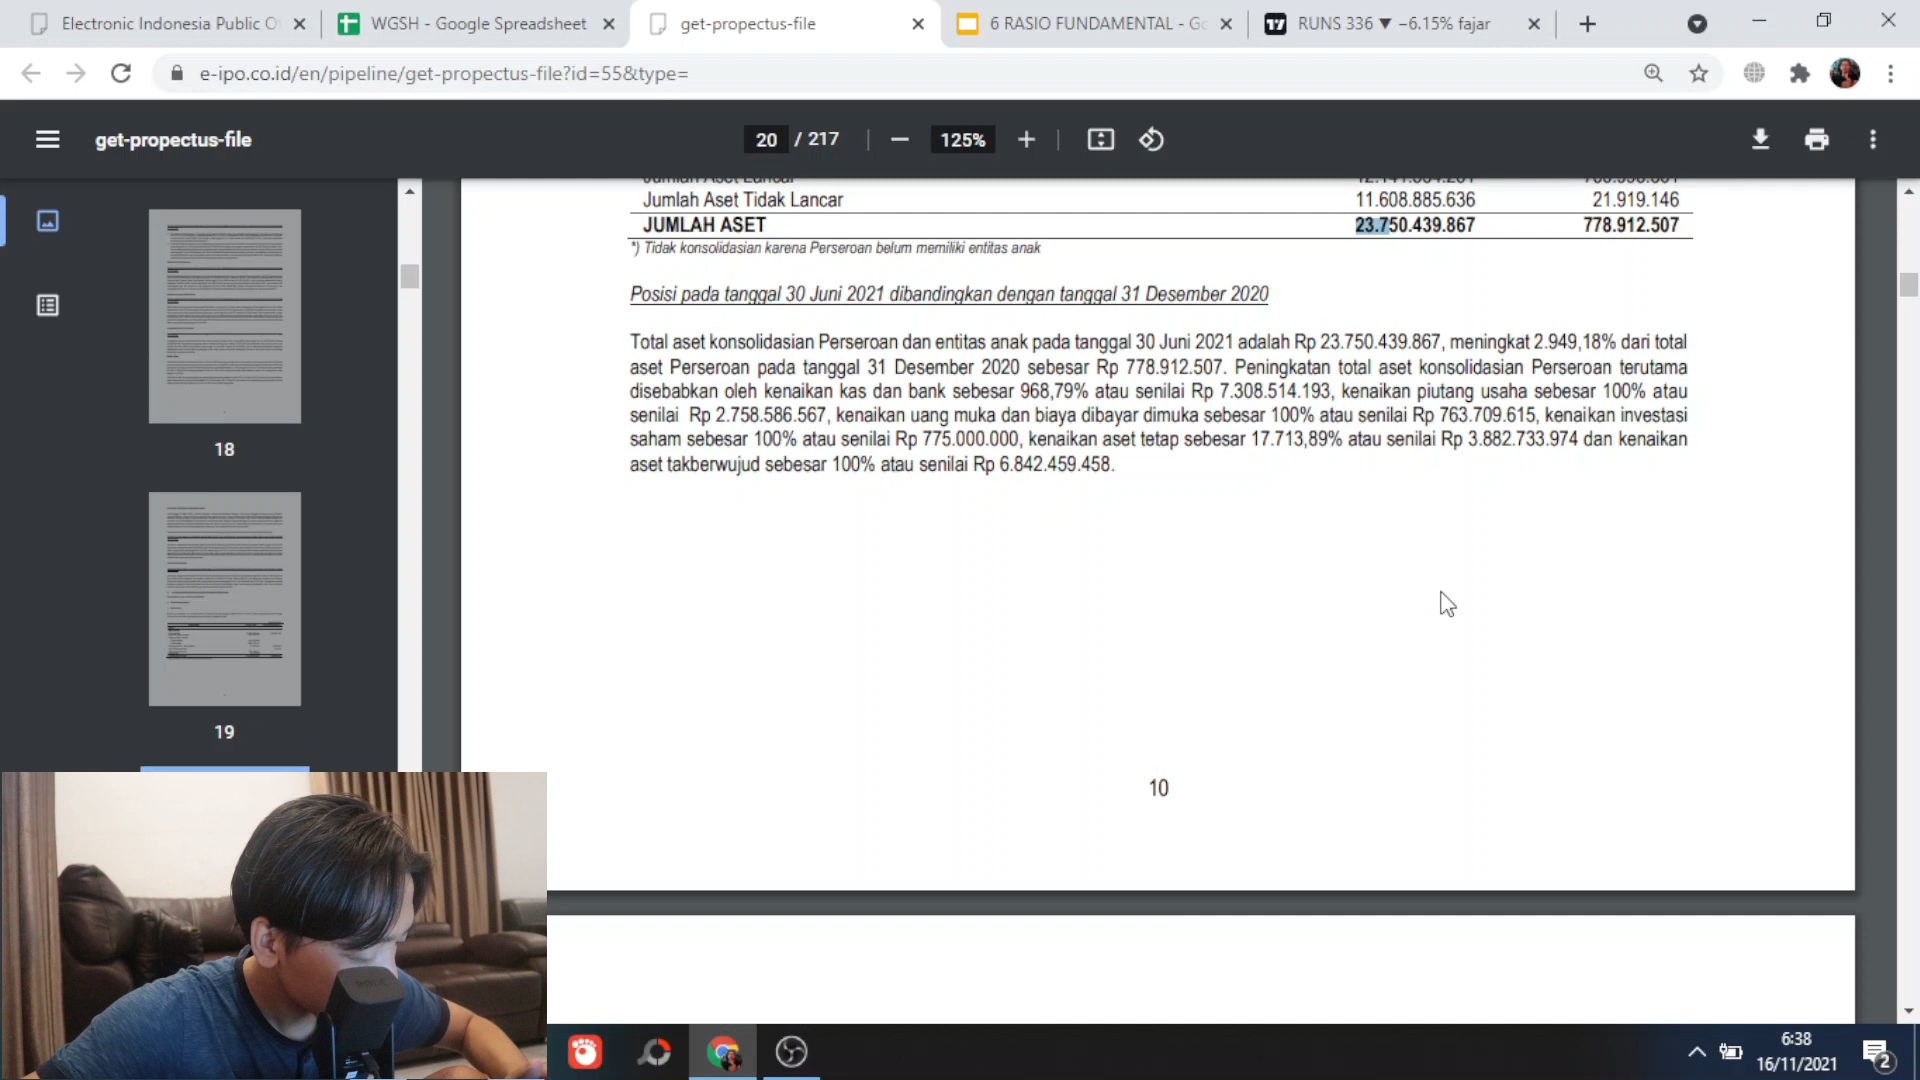 Electronic Indonesia Public O
WGSH - Google Spreadsheet
get-propectus-file
6 RASIO FUNDAMENTAL - Go
RUNS 336 ▼ −6.15% fajar
e-ipo.co.id/en/pipeline/get-propectus-file?id=55&type=
get-propectus-file
20 / 217
125%
18
19
Jumlah Aset Tidak Lancar 11.608.885.636 21.919.146
JUMLAH ASET 23.750.439.867 778.912.507
*) Tidak konsolidasian karena Perseroan belum memiliki entitas anak
Posisi pada tanggal 30 Juni 2021 dibandingkan dengan tanggal 31 Desember 2020
Total aset konsolidasian Perseroan dan entitas anak pada tanggal 30 Juni 2021 adalah Rp 23.750.439.867, meningkat 2.949,18% dari total
aset Perseroan pada tanggal 31 Desember 2020 sebesar Rp 778.912.507. Peningkatan total aset konsolidasian Perseroan terutama
disebabkan oleh kenaikan kas dan bank sebesar 968,79% atau senilai Rp 7.308.514.193, kenaikan piutang usaha sebesar 100% atau
senilai Rp 2.758.586.567, kenaikan uang muka dan biaya dibayar dimuka sebesar 100% atau senilai Rp 763.709.615, kenaikan investasi
saham sebesar 100% atau senilai Rp 775.000.000, kenaikan aset tetap sebesar 17.713,89% atau senilai Rp 3.882.733.974 dan kenaikan
aset takberwujud sebesar 100% atau senilai Rp 6.842.459.458.
10
6:38
16/11/2021
2